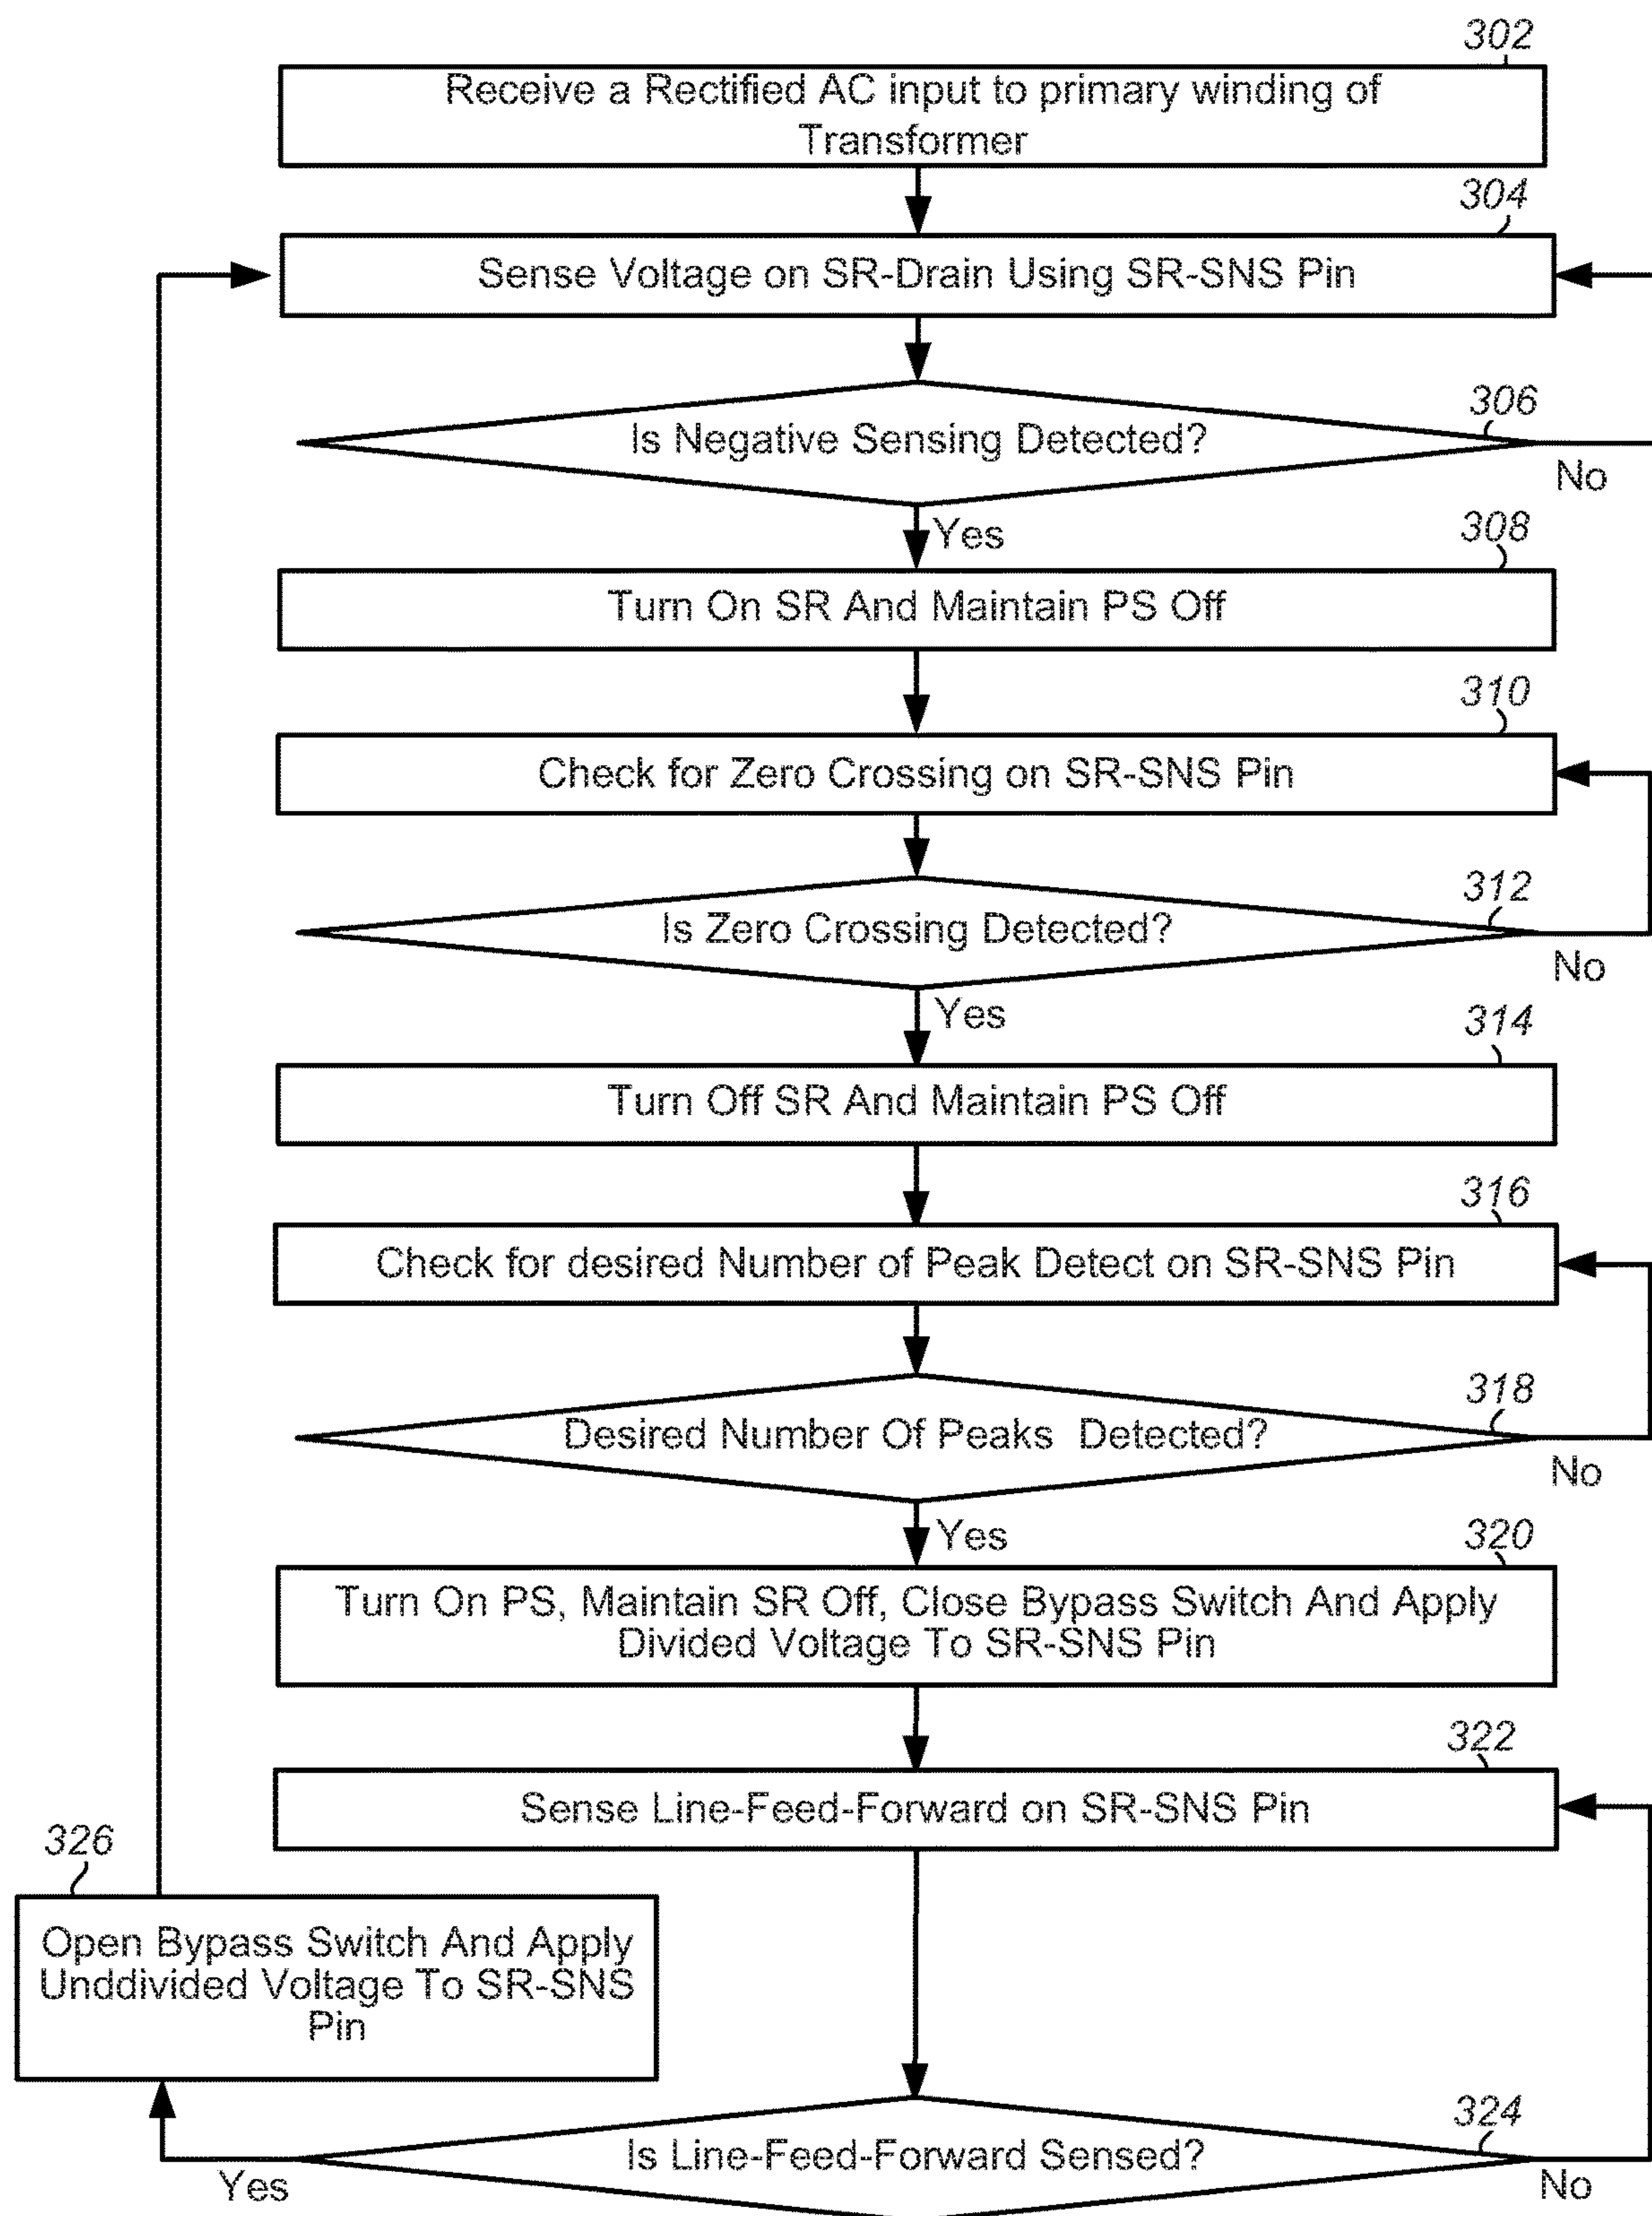 302
Receive a Rectified AC input to primary winding of
Transformer
304
Sense Voltage on SR-Drain Using SR-SNS Pin
306
Is Negative Sensing Detected?
No
Yes
308
Turn On SR And Maintain PS Off
310
Check for Zero Crossing on SR-SNS Pin
312
Is Zero Crossing Detected?
No
Yes
314
Turn Off SR And Maintain PS Off
316
Check for desired Number of Peak Detect on SR-SNS Pin
318
Desired Number Of Peaks Detected?
No
Yes
320
Turn On PS, Maintain SR Off, Close Bypass Switch And Apply
Divided Voltage To SR-SNS Pin
322
Sense Line-Feed-Forward on SR-SNS Pin
326
Open Bypass Switch And Apply
Unddivided Voltage To SR-SNS
Pin
324
Is Line-Feed-Forward Sensed?
Yes
No